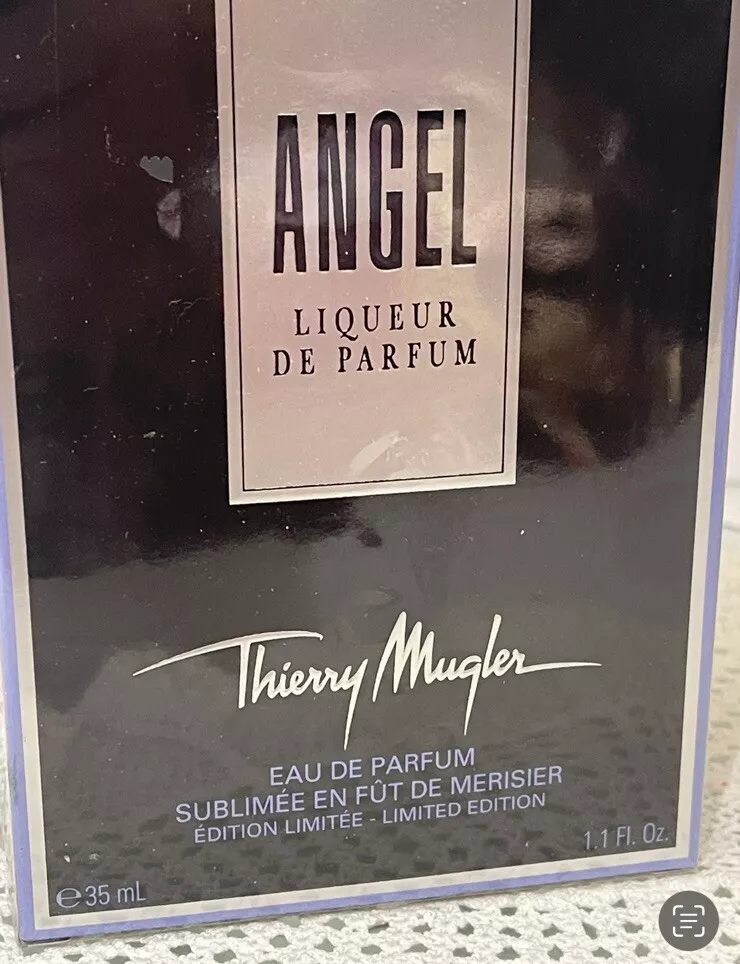 ANGEL
LIQUEUR
DE PARFUM
Thierry Mugler
EAU DE PARFUM
SUBLIMÉE EN FÛT DE MERISIER
ÉDITION LIMITÉE - LIMITED EDITION
1.1 Fl. Oz.
℮ 35 mL